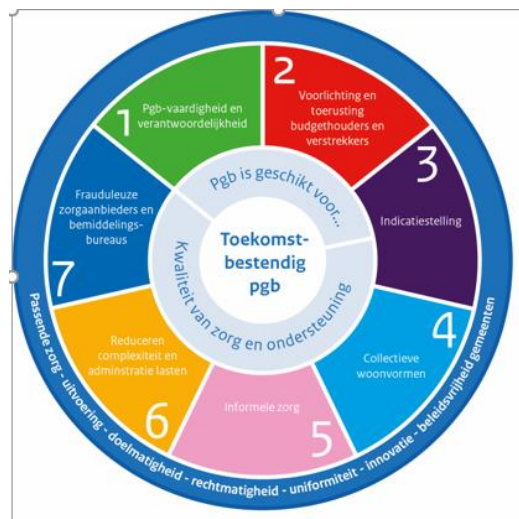 1
Pgb-vaardigheid en
verantwoordelijkheid
2
Voorlichting en
toerusting
budgethouders en
verstrekkers
3
Indicatiestelling
4
Collectieve
woonvormen
5
Informele zorg
6
Reduceren
complexiteit en
adminstratie lasten
7
Frauduleuze
zorgaanbieders en
bemiddelings-
bureaus
Pgb is geschikt voor...
Kwaliteit van zorg en ondersteuning
Toekomst-
bestendig
pgb
Passende zorg - uitvoering - doelmatigheid - rechtmatigheid - uniformiteit - innovatie - beleidsvrijheid gemeenten